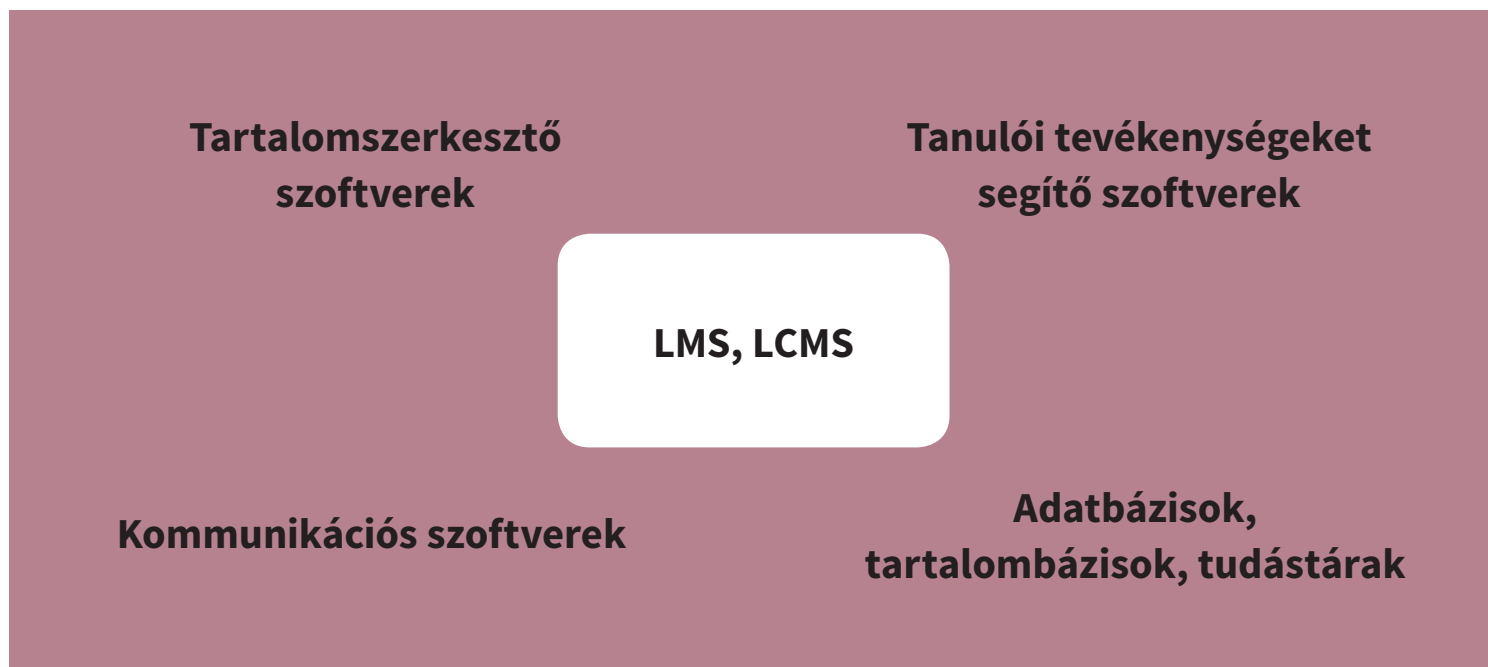 Tartalomszerkesztő
szoftverek
Tanulói tevékenységeket
segítő szoftverek
LMS, LCMS
Kommunikációs szoftverek
Adatbázisok,
tartalombázisok, tudástárak